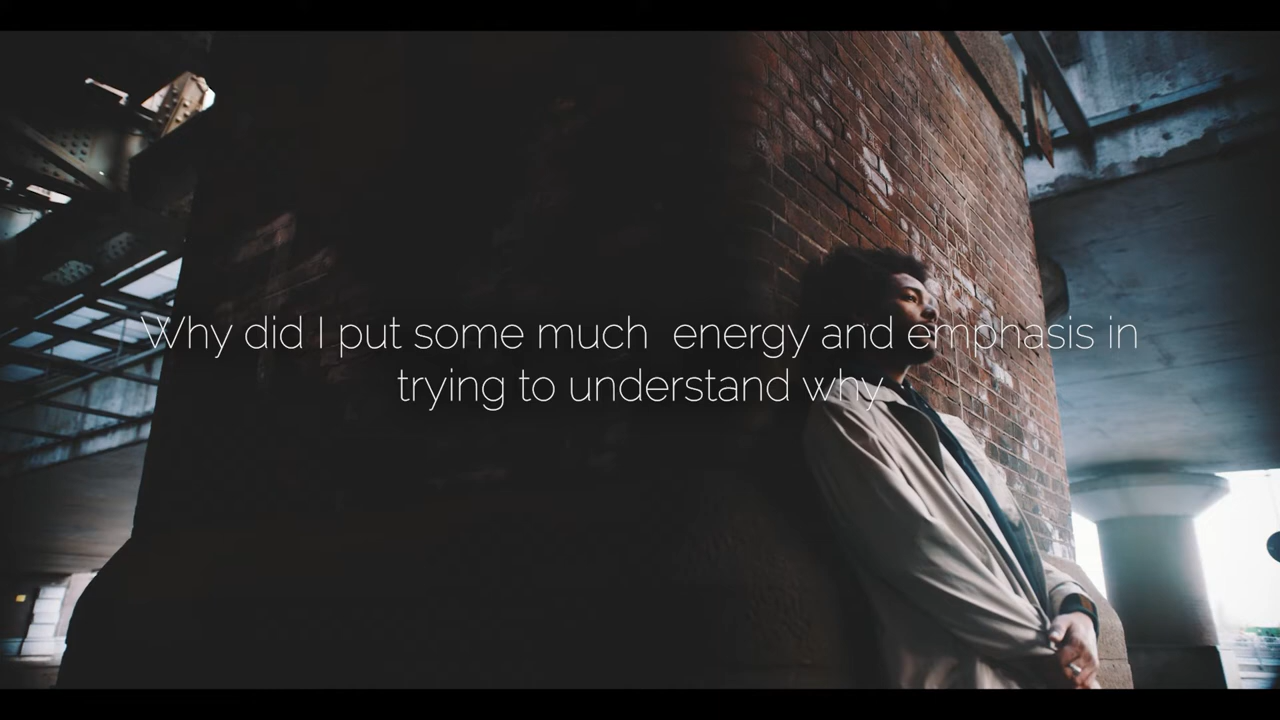 Why did I put some much  energy and emphasis in
trying to understand why